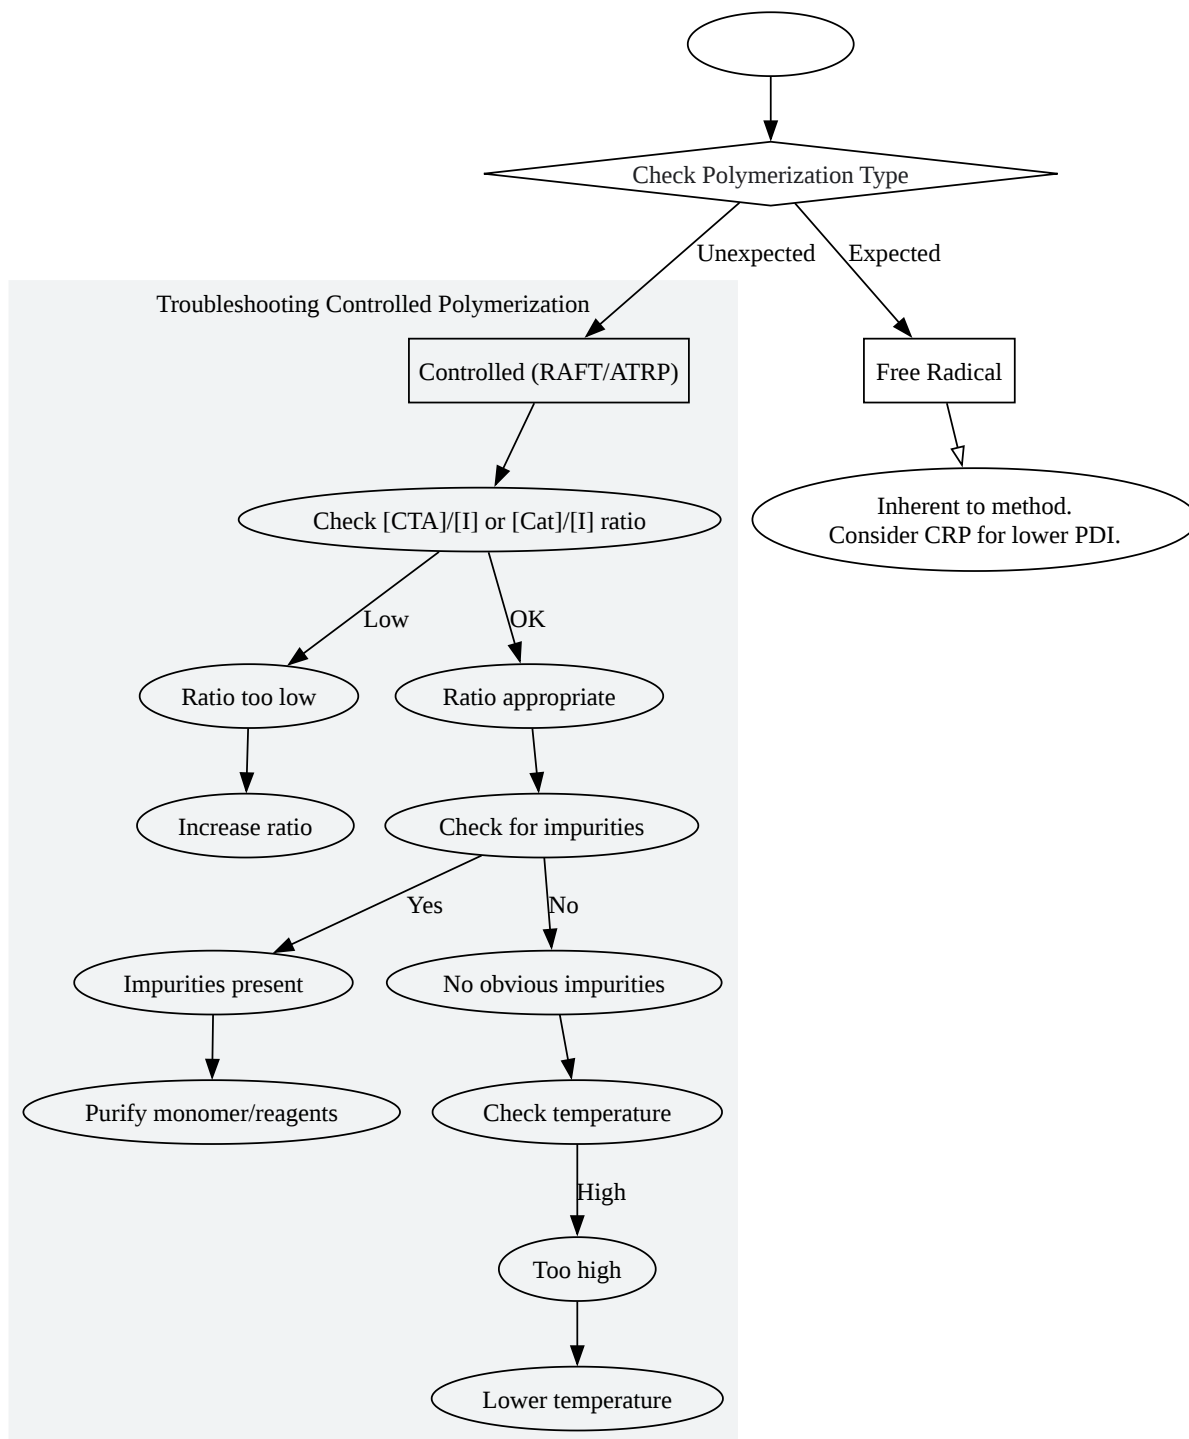 Check Polymerization Type
Unexpected
Expected
Troubleshooting Controlled Polymerization
Controlled (RAFT/ATRP)
Free Radical
Check [CTA]/[I] or [Cat]/[I] ratio
Inherent to method.
Consider CRP for lower PDI.
Low
OK
Ratio too low
Ratio appropriate
Increase ratio
Check for impurities
Yes
No
Impurities present
No obvious impurities
Purify monomer/reagents
Check temperature
High
Too high
Lower temperature